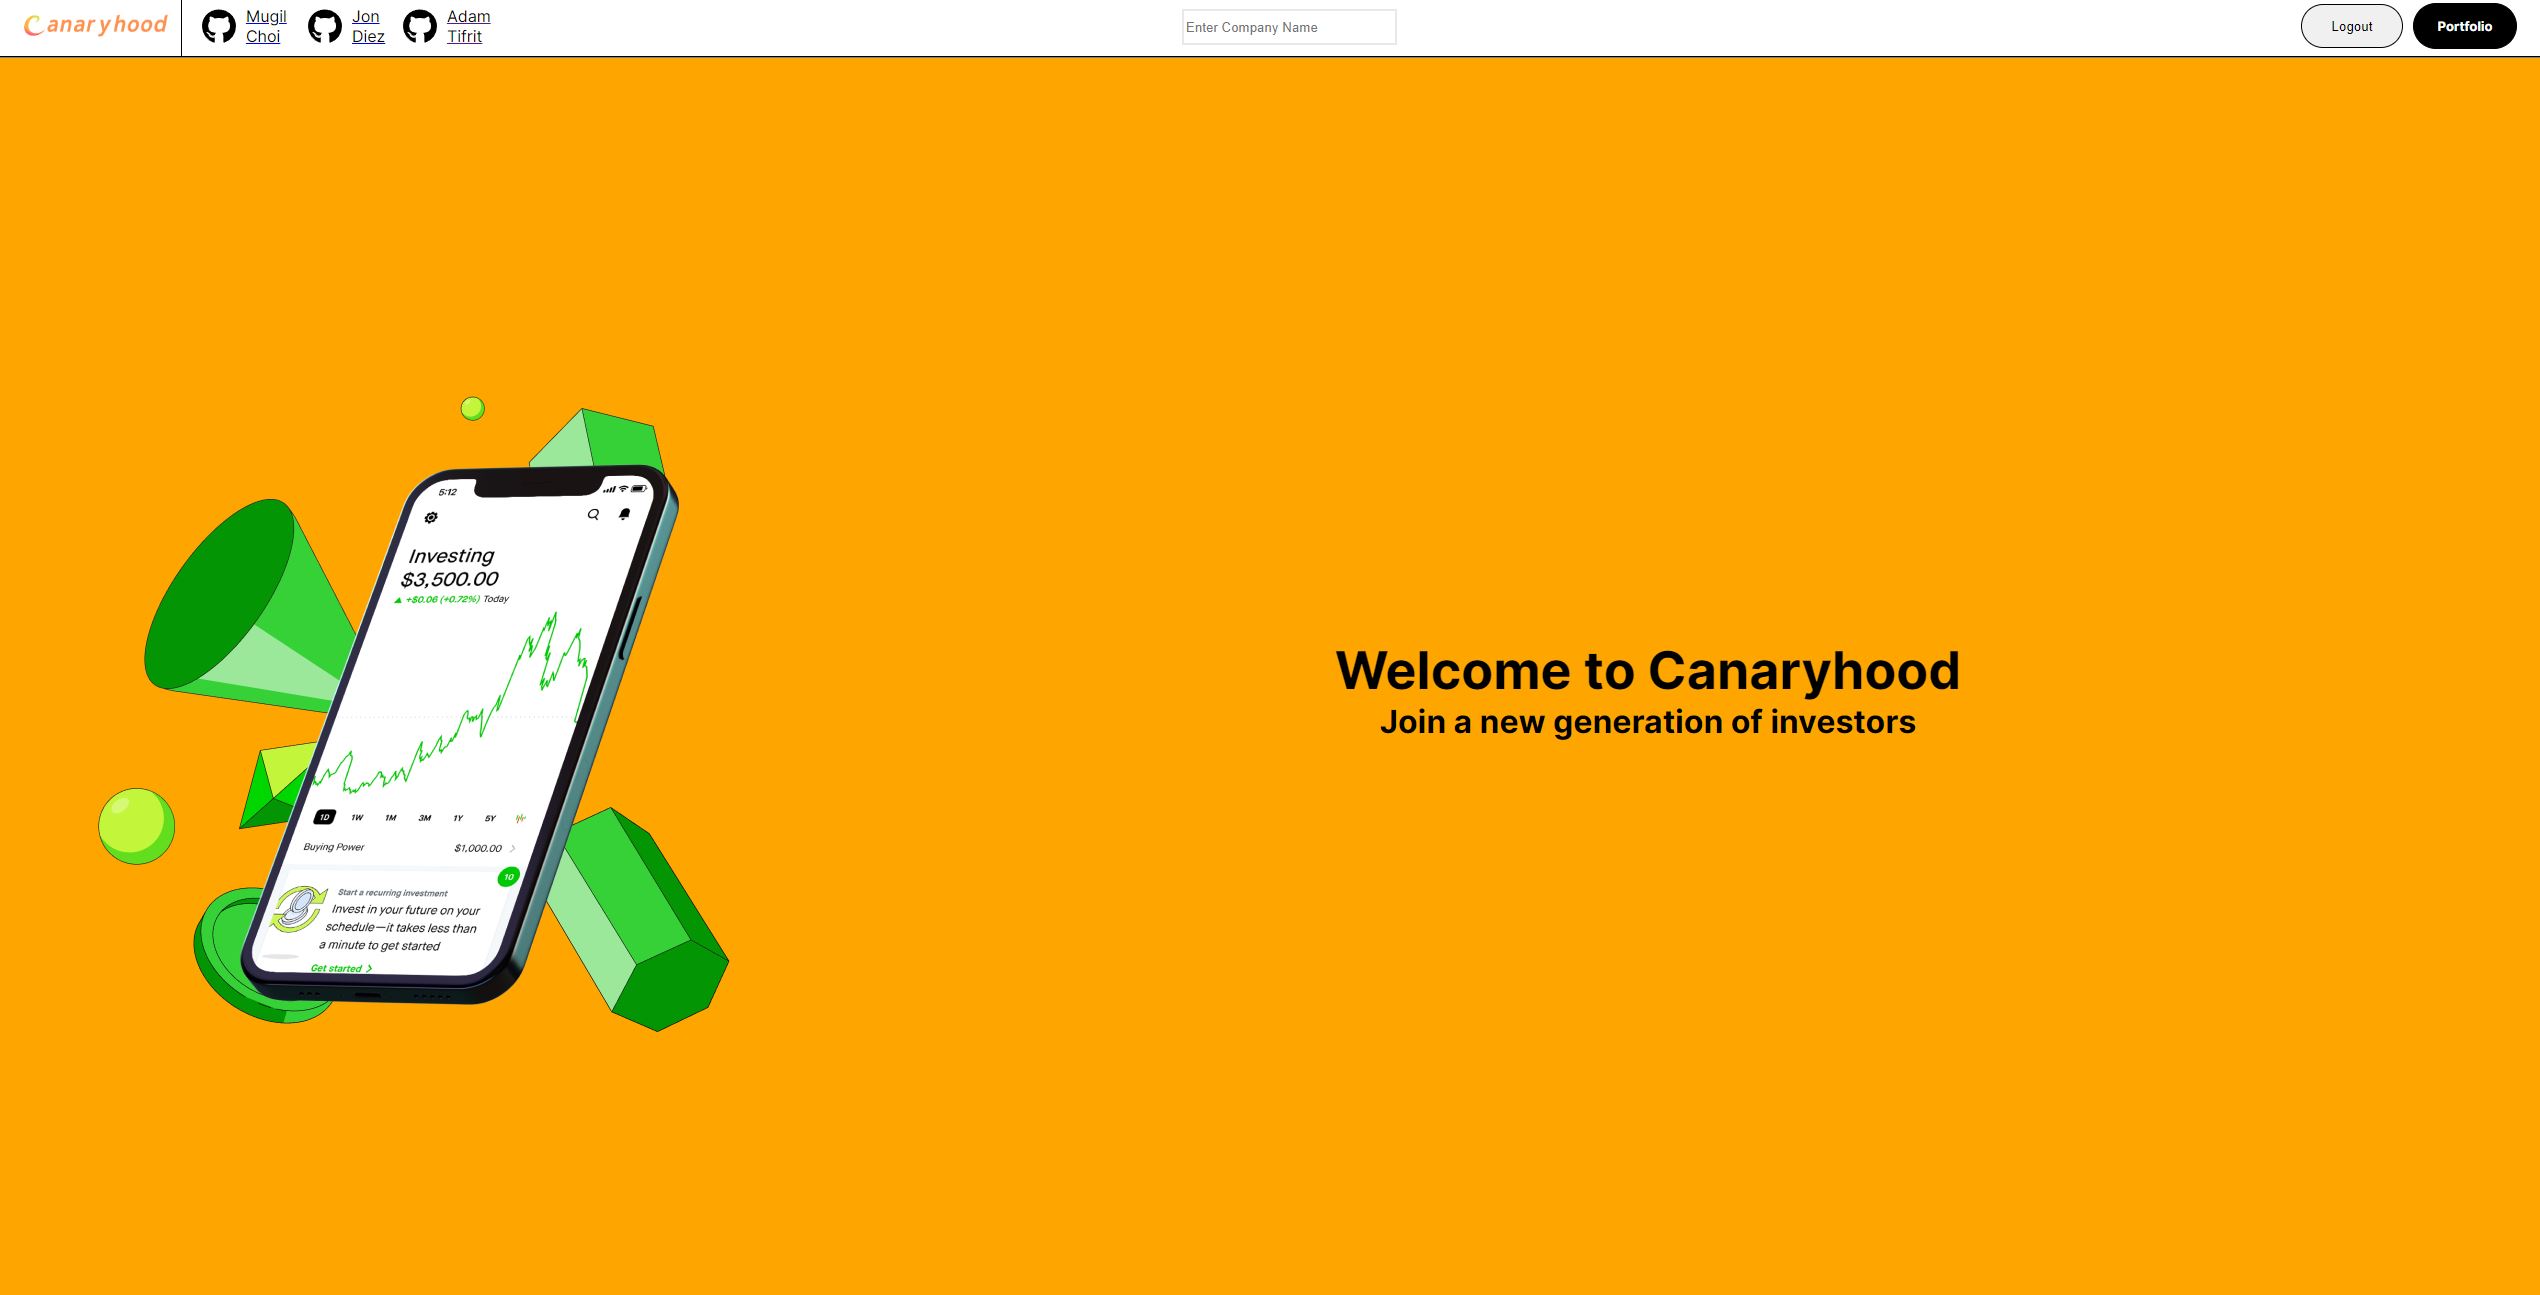 Canaryhood
Mugil
Choi
Jon
Diez
Adam
Tifrit
Enter Company Name
Logout
Portfolio
5:12
Investing
$3,500.00
+$0.06 (+0.72%) Today
1D 1W 1M 3M 1Y 5Y
Buying Power $1,000.00
10
Start a recurring investment
Invest in your future on your
schedule—it takes less than
a minute to get started
Get started
Welcome to Canaryhood
Join a new generation of investors